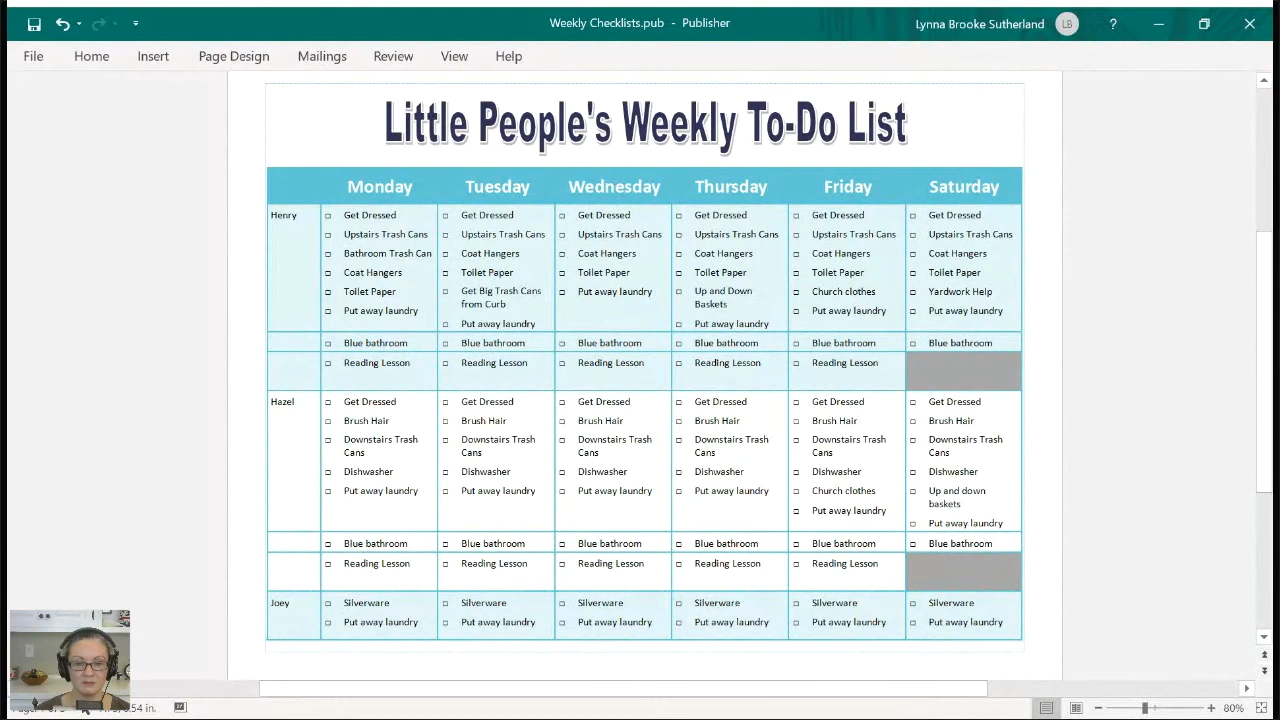 Weekly Checklists.pub - Publisher
Lynna Brooke Sutherland LB ?
File Home Insert Page Design Mailings Review View Help
Little People's Weekly To-Do List
Monday Tuesday Wednesday Thursday Friday Saturday
Henry
Get Dressed
Upstairs Trash Cans
Bathroom Trash Can
Coat Hangers
Toilet Paper
Put away laundry
Get Dressed
Upstairs Trash Cans
Coat Hangers
Toilet Paper
Get Big Trash Cans
from Curb
Put away laundry
Get Dressed
Upstairs Trash Cans
Coat Hangers
Toilet Paper
Put away laundry
Get Dressed
Upstairs Trash Cans
Coat Hangers
Toilet Paper
Up and Down
Baskets
Put away laundry
Get Dressed
Upstairs Trash Cans
Coat Hangers
Toilet Paper
Church clothes
Put away laundry
Get Dressed
Upstairs Trash Cans
Coat Hangers
Toilet Paper
Yardwork Help
Put away laundry
Blue bathroom Blue bathroom Blue bathroom Blue bathroom Blue bathroom Blue bathroom
Reading Lesson Reading Lesson Reading Lesson Reading Lesson Reading Lesson
Hazel
Get Dressed
Brush Hair
Downstairs Trash
Cans
Dishwasher
Put away laundry
Get Dressed
Brush Hair
Downstairs Trash
Cans
Dishwasher
Put away laundry
Get Dressed
Brush Hair
Downstairs Trash
Cans
Dishwasher
Put away laundry
Get Dressed
Brush Hair
Downstairs Trash
Cans
Dishwasher
Put away laundry
Get Dressed
Brush Hair
Downstairs Trash
Cans
Dishwasher
Church clothes
Put away laundry
Get Dressed
Brush Hair
Downstairs Trash
Cans
Dishwasher
Up and down
baskets
Put away laundry
Blue bathroom Blue bathroom Blue bathroom Blue bathroom Blue bathroom Blue bathroom
Reading Lesson Reading Lesson Reading Lesson Reading Lesson Reading Lesson
Joey
Silverware Silverware Silverware Silverware Silverware Silverware
Put away laundry Put away laundry Put away laundry Put away laundry Put away laundry Put away laundry
in. 80%